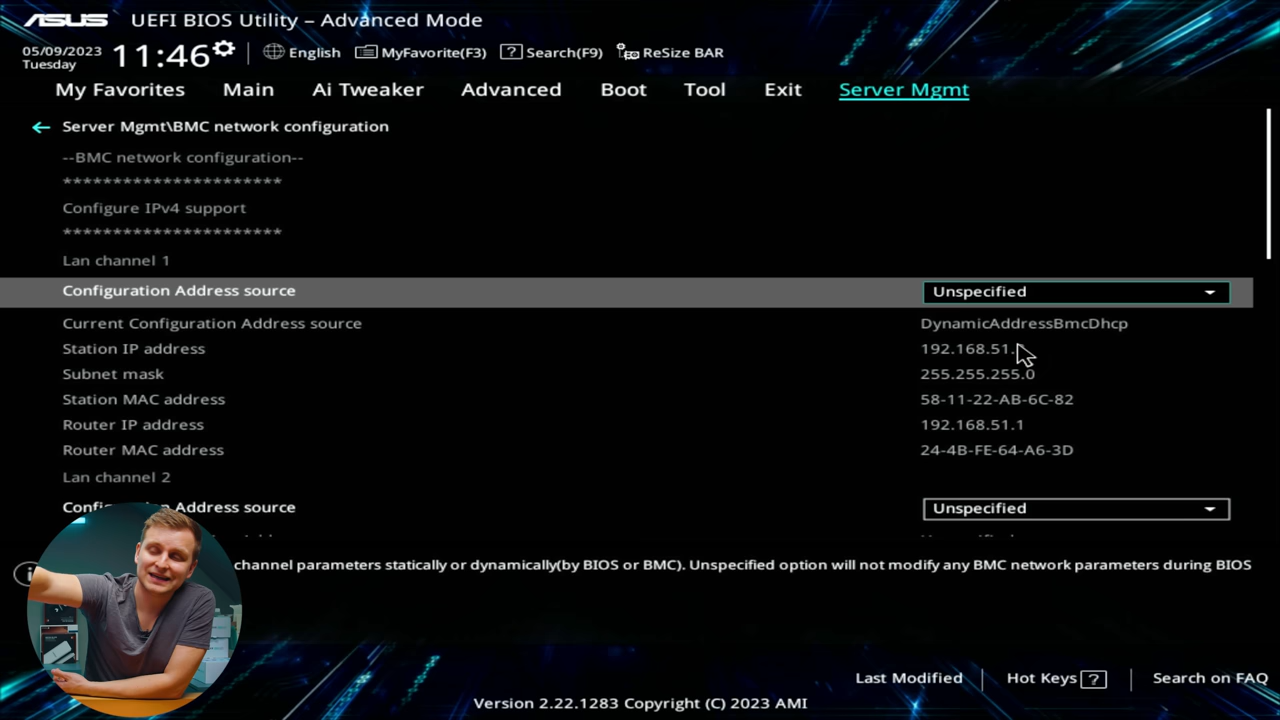 ASUS UEFI BIOS Utility – Advanced Mode
05/09/2023 Tuesday 11:46 English MyFavorite(F3) ? Search(F9) ReSize BAR
My Favorites Main Ai Tweaker Advanced Boot Tool Exit Server Mgmt
← Server Mgmt\BMC network configuration
--BMC network configuration--
**********************
Configure IPv4 support
**********************
Lan channel 1
Configuration Address source Unspecified
Current Configuration Address source DynamicAddressBmcDhcp
Station IP address 192.168.51.
Subnet mask 255.255.255.0
Station MAC address 58-11-22-AB-6C-82
Router IP address 192.168.51.1
Router MAC address 24-4B-FE-64-A6-3D
Lan channel 2
Address source Unspecified
channel parameters statically or dynamically(by BIOS or BMC). Unspecified option will not modify any BMC network parameters during BIOS
Last Modified Hot Keys ? Search on FAQ
Version 2.22.1283 Copyright (C) 2023 AMI